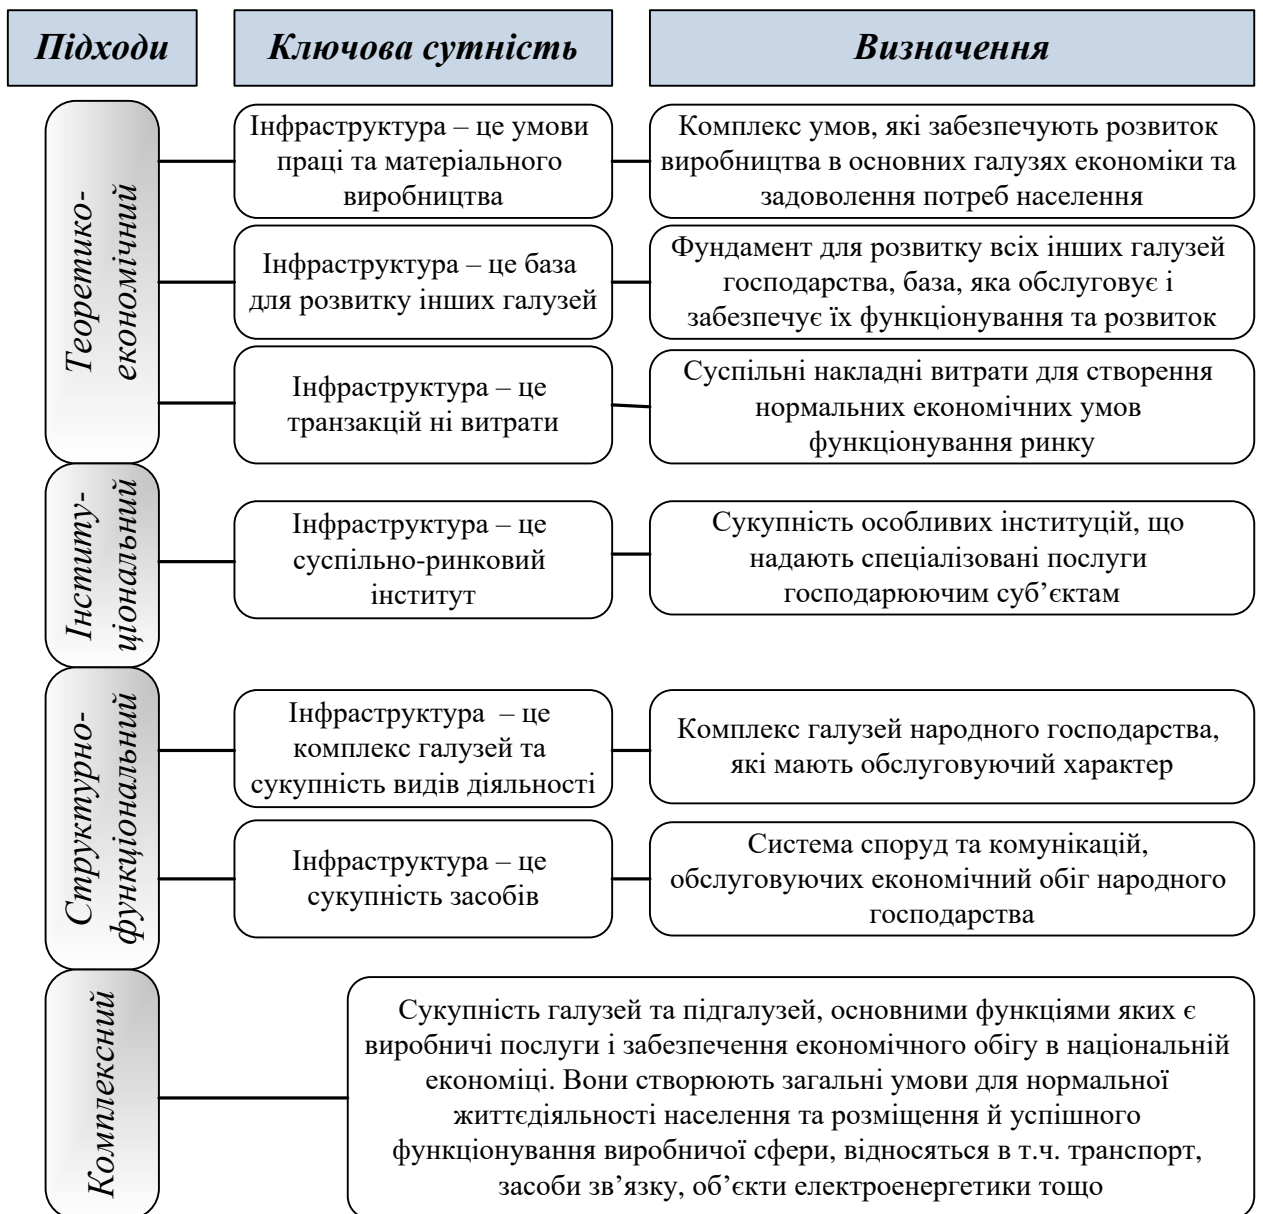 Підходи
Ключова сутність
Визначення
Теоретико-
економічний
Інфраструктура – це умови
праці та матеріального
виробництва
Комплекс умов, які забезпечують розвиток
виробництва в основних галузях економіки та
задоволення потреб населення
Інфраструктура – це база
для розвитку інших галузей
Фундамент для розвитку всіх інших галузей
господарства, база, яка обслуговує і
забезпечує їх функціонування та розвиток
Інфраструктура – це
транзакцій ні витрати
Суспільні накладні витрати для створення
нормальних економічних умов
функціонування ринку
Інститу-
ціональний
Інфраструктура – це
суспільно-ринковий
інститут
Сукупність особливих інституцій, що
надають спеціалізовані послуги
господарюючим суб’єктам
Структурно-
функціональний
Інфраструктура – це
комплекс галузей та
сукупність видів діяльності
Комплекс галузей народного господарства,
які мають обслуговуючий характер
Інфраструктура – це
сукупність засобів
Система споруд та комунікацій,
обслуговуючих економічний обіг народного
господарства
Комплексний
Сукупність галузей та підгалузей, основними функціями яких є
виробничі послуги і забезпечення економічного обігу в національній
економіці. Вони створюють загальні умови для нормальної
життєдіяльності населення та розміщення й успішного
функціонування виробничої сфери, відносяться в т.ч. транспорт,
засоби зв’язку, об’єкти електроенергетики тощо